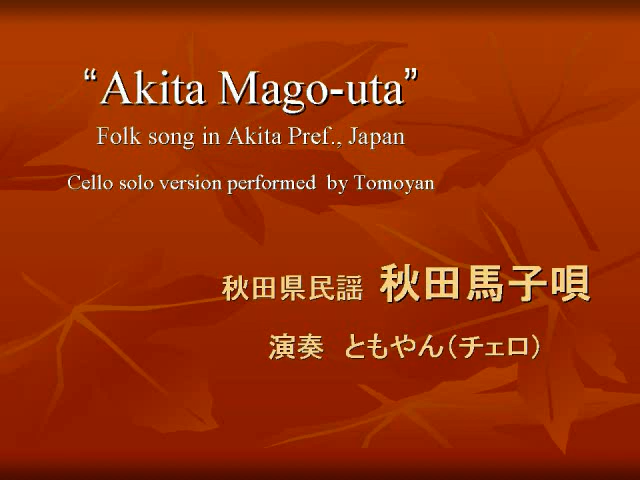 “Akita Mago-uta”
Folk song in Akita Pref., Japan
Cello solo version performed by Tomoyan
秋田県民謡 秋田馬子唄
演奏 ともやん（チェロ）